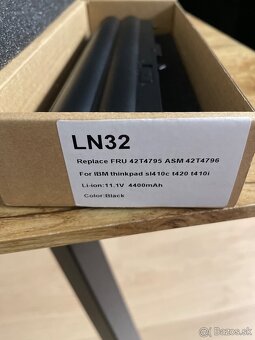 LN32
Replace FRU 42T4795 ASM 42T4796
For IBM thinkpad sl410c t420 t410i
Li-ion:11.1V 4400mAh
Color:Black
bazos.sk